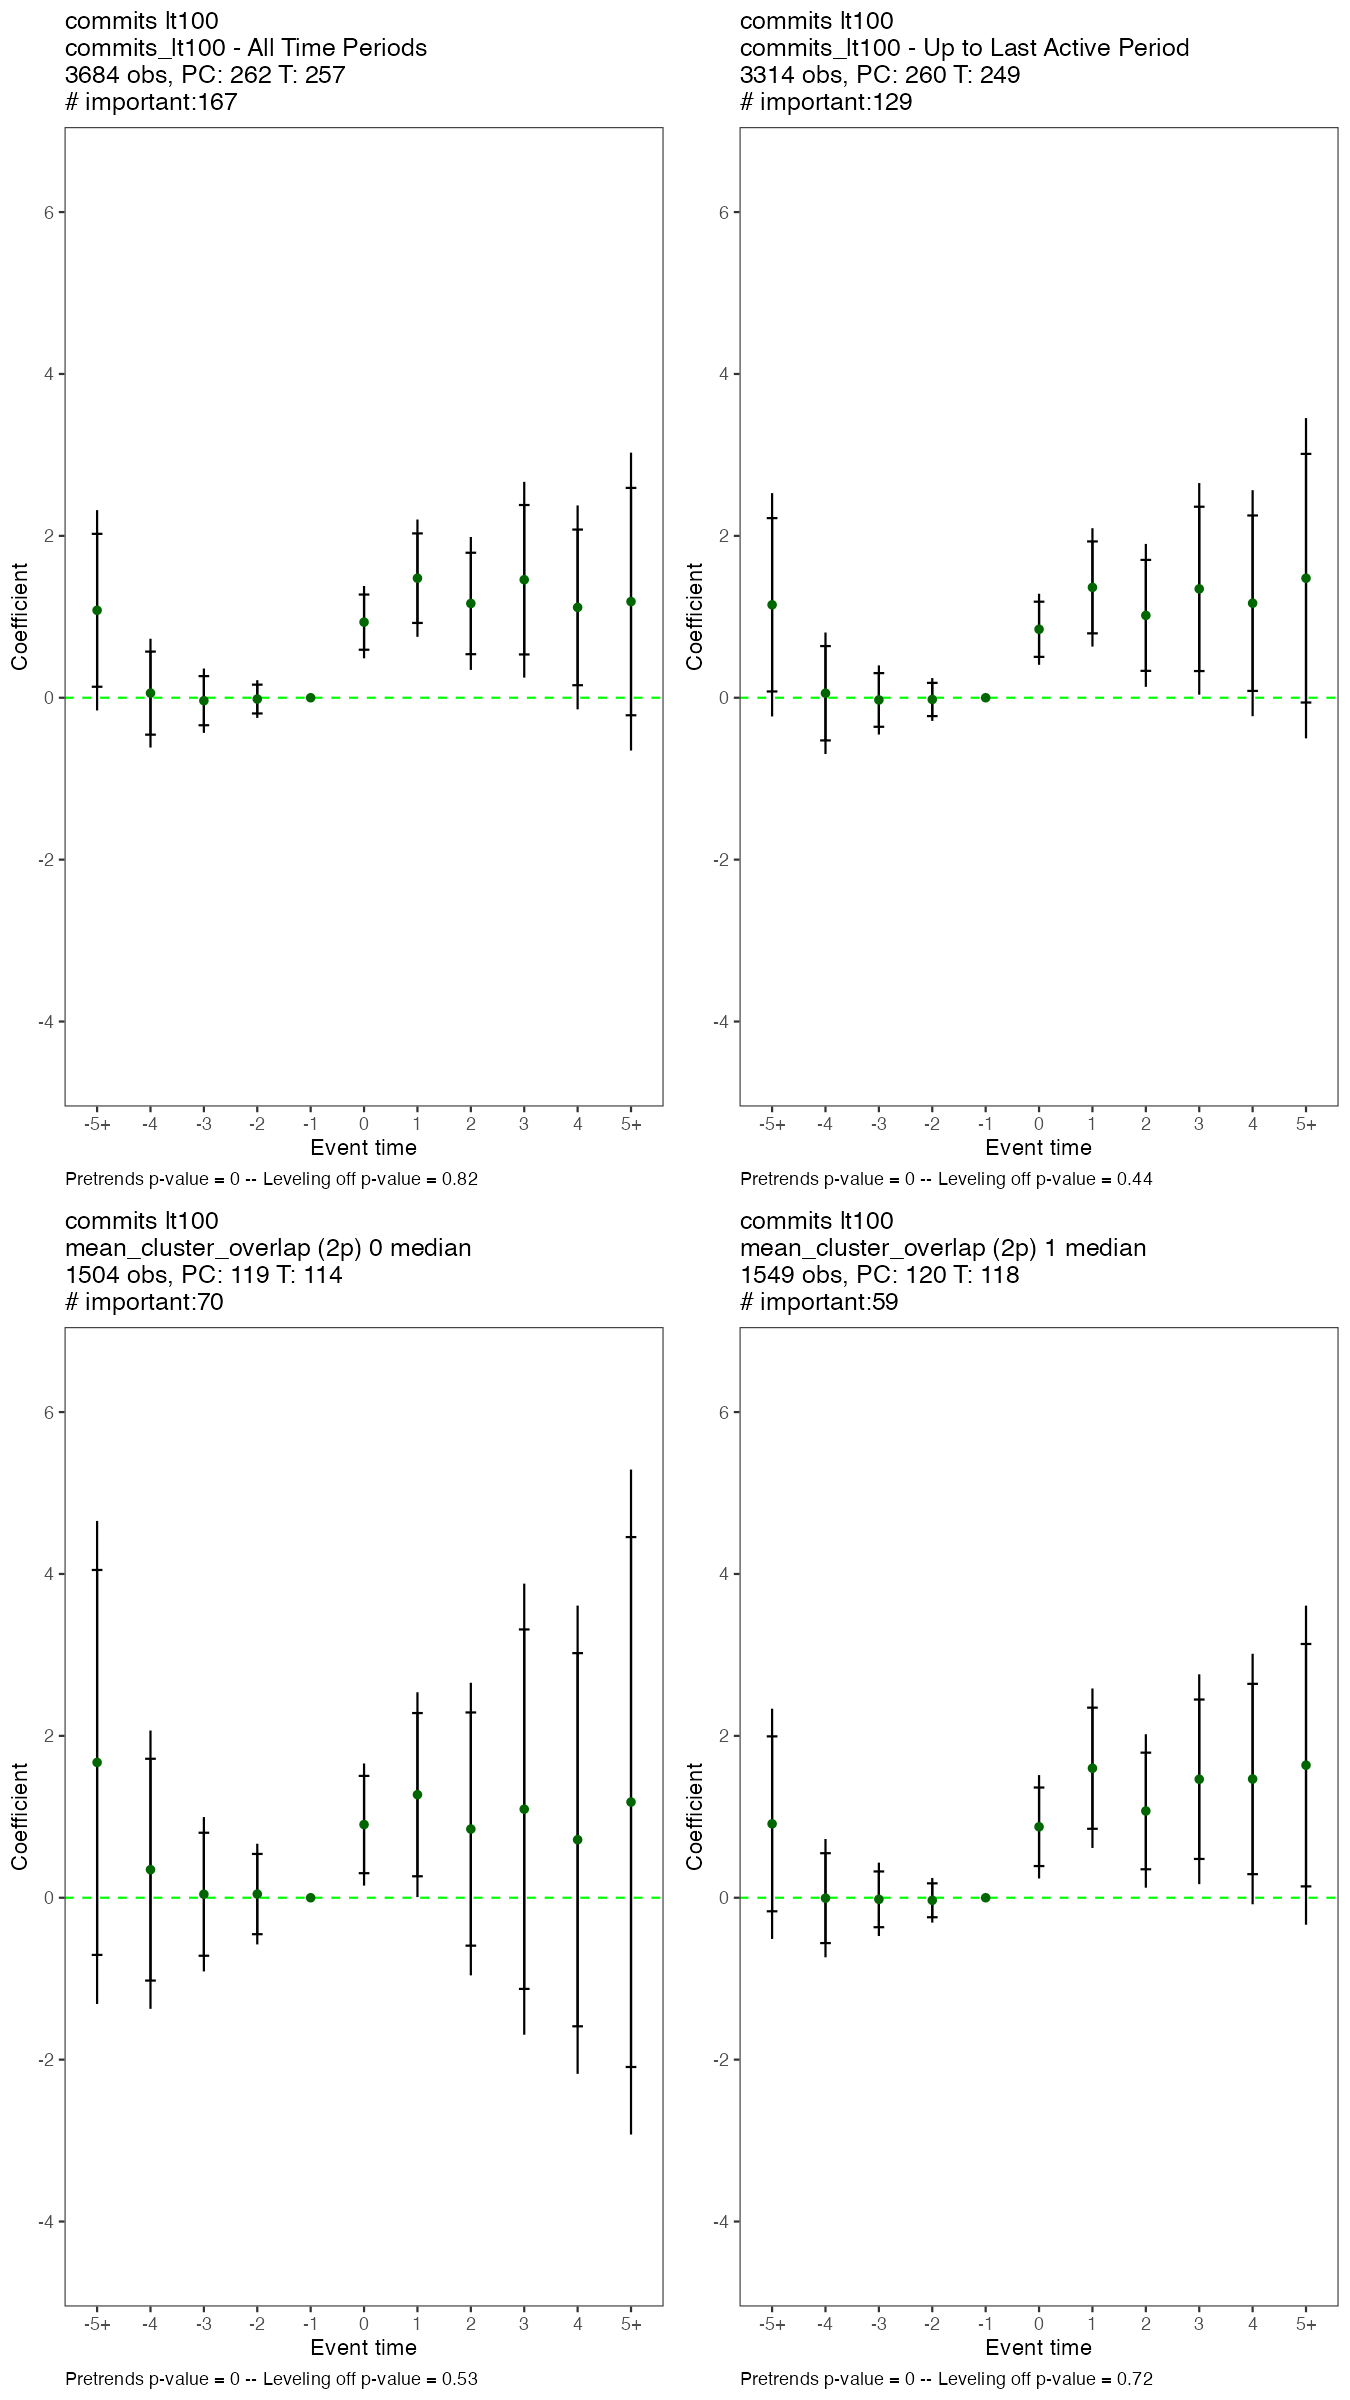 commits lt100
commits_lt100 - All Time Periods
3684 obs, PC: 262 T: 257
# important:167
6
4
2
0
-2
-4
Coefficient
-5+ -4 -3 -2 -1 0 1 2 3 4 5+
Event time
Pretrends p-value = 0 -- Leveling off p-value = 0.82
commits lt100
commits_lt100 - Up to Last Active Period
3314 obs, PC: 260 T: 249
# important:129
6
4
2
0
-2
-4
Coefficient
-5+ -4 -3 -2 -1 0 1 2 3 4 5+
Event time
Pretrends p-value = 0 -- Leveling off p-value = 0.44
commits lt100
mean_cluster_overlap (2p) 0 median
1504 obs, PC: 119 T: 114
# important:70
6
4
2
0
-2
-4
Coefficient
-5+ -4 -3 -2 -1 0 1 2 3 4 5+
Event time
Pretrends p-value = 0 -- Leveling off p-value = 0.53
commits lt100
mean_cluster_overlap (2p) 1 median
1549 obs, PC: 120 T: 118
# important:59
6
4
2
0
-2
-4
Coefficient
-5+ -4 -3 -2 -1 0 1 2 3 4 5+
Event time
Pretrends p-value = 0 -- Leveling off p-value = 0.72